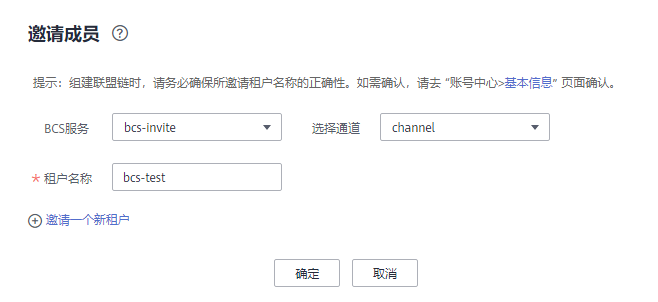 邀请成员 ?
提示：组建联盟链时，请务必确保所邀请租户名称的正确性。如需确认，请去 “账号中心>基本信息” 页面确认。
BCS服务 bcs-invite 选择通道 channel
* 租户名称 bcs-test
邀请一个新租户
确定 取消